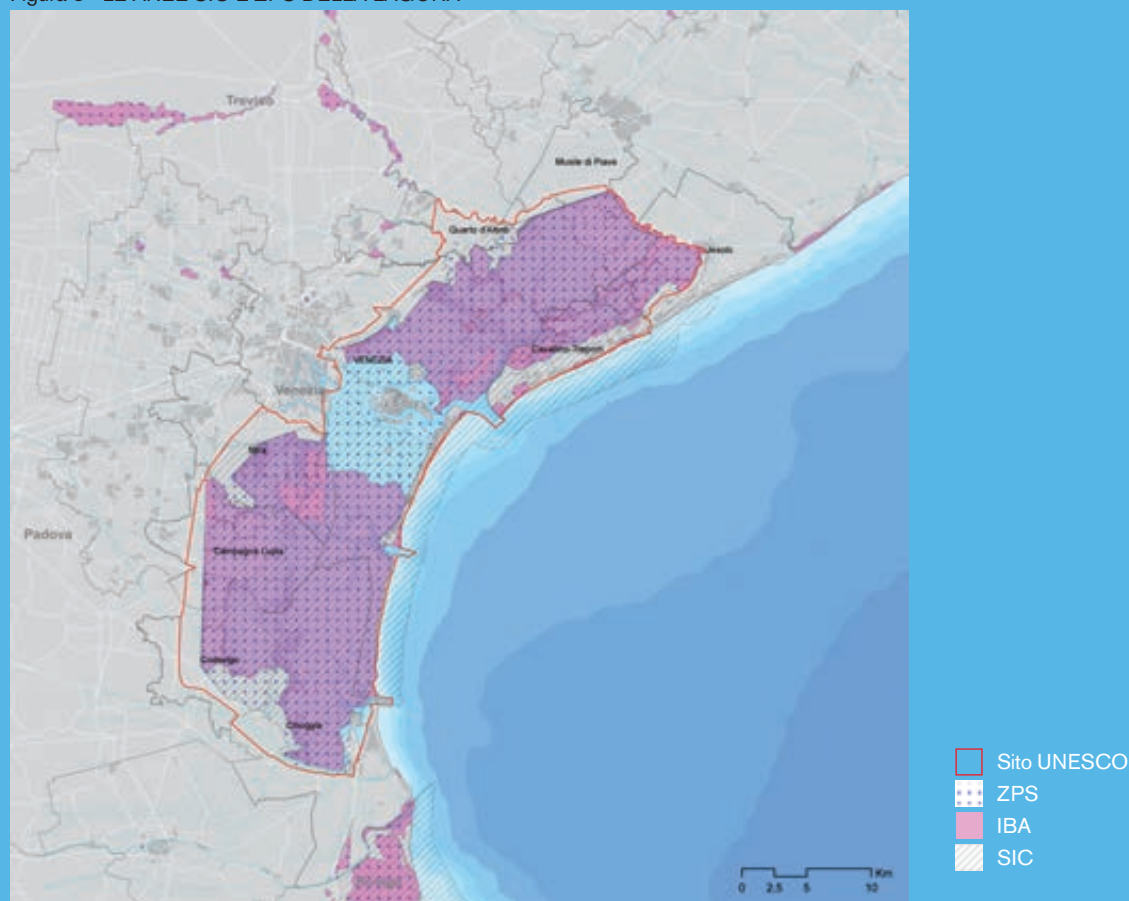 Treviso
Musile di Piave
Quarto d'Altino
Jesolo
Cavallino-Treporti
VENEZIA
Venezia
Mira
Padova
Campagna Lupia
Codevigo
Chioggia
Km
0 2,5 5 10
Sito UNESCO
ZPS
IBA
SIC